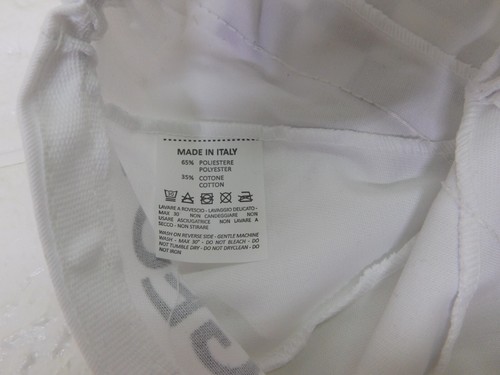 MADE IN ITALY
65% POLIESTERE
POLYESTER
35% COTONE
COTTON
LAVARE A ROVESCIO - LAVAGGIO DELICATO -
MAX 30° NON CANDEGGIARE NON
USARE ASCIUGATRICE NON LAVARE A
SECCO - NON STIRARE
WASH ON REVERSE SIDE - GENTLE MACHINE
WASH - MAX 30° - DO NOT BLEACH - DO
NOT TUMBLE DRY - DO NOT DRYCLEAN - DO
NOT IRON